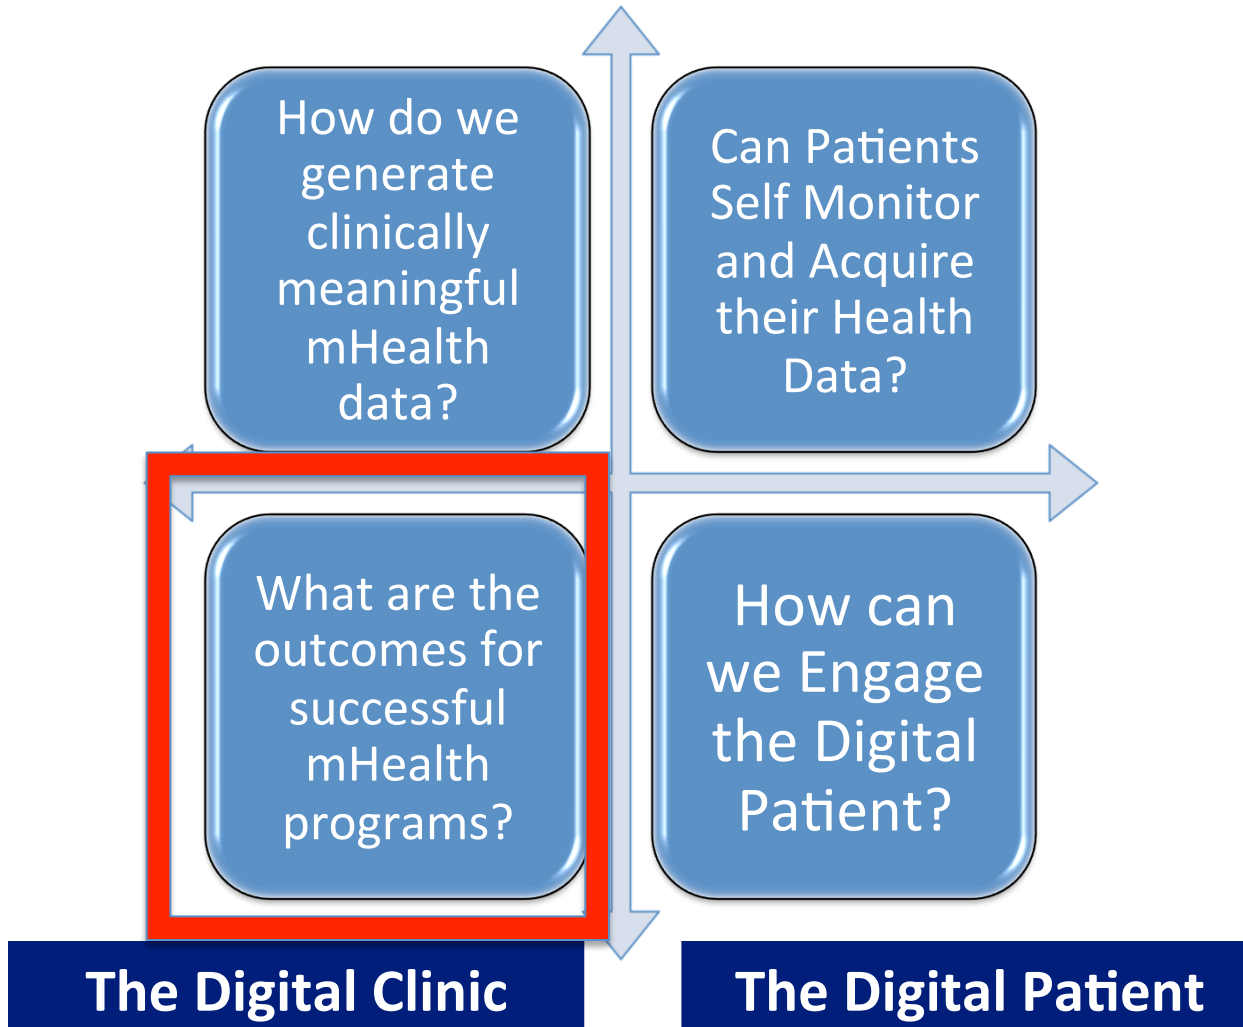 How do we
generate
clinically
meaningful
mHealth
data?
Can Patients
Self Monitor
and Acquire
their Health
Data?
What are the
outcomes for
successful
mHealth
programs?
How can
we Engage
the Digital
Patient?
The Digital Clinic
The Digital Patient